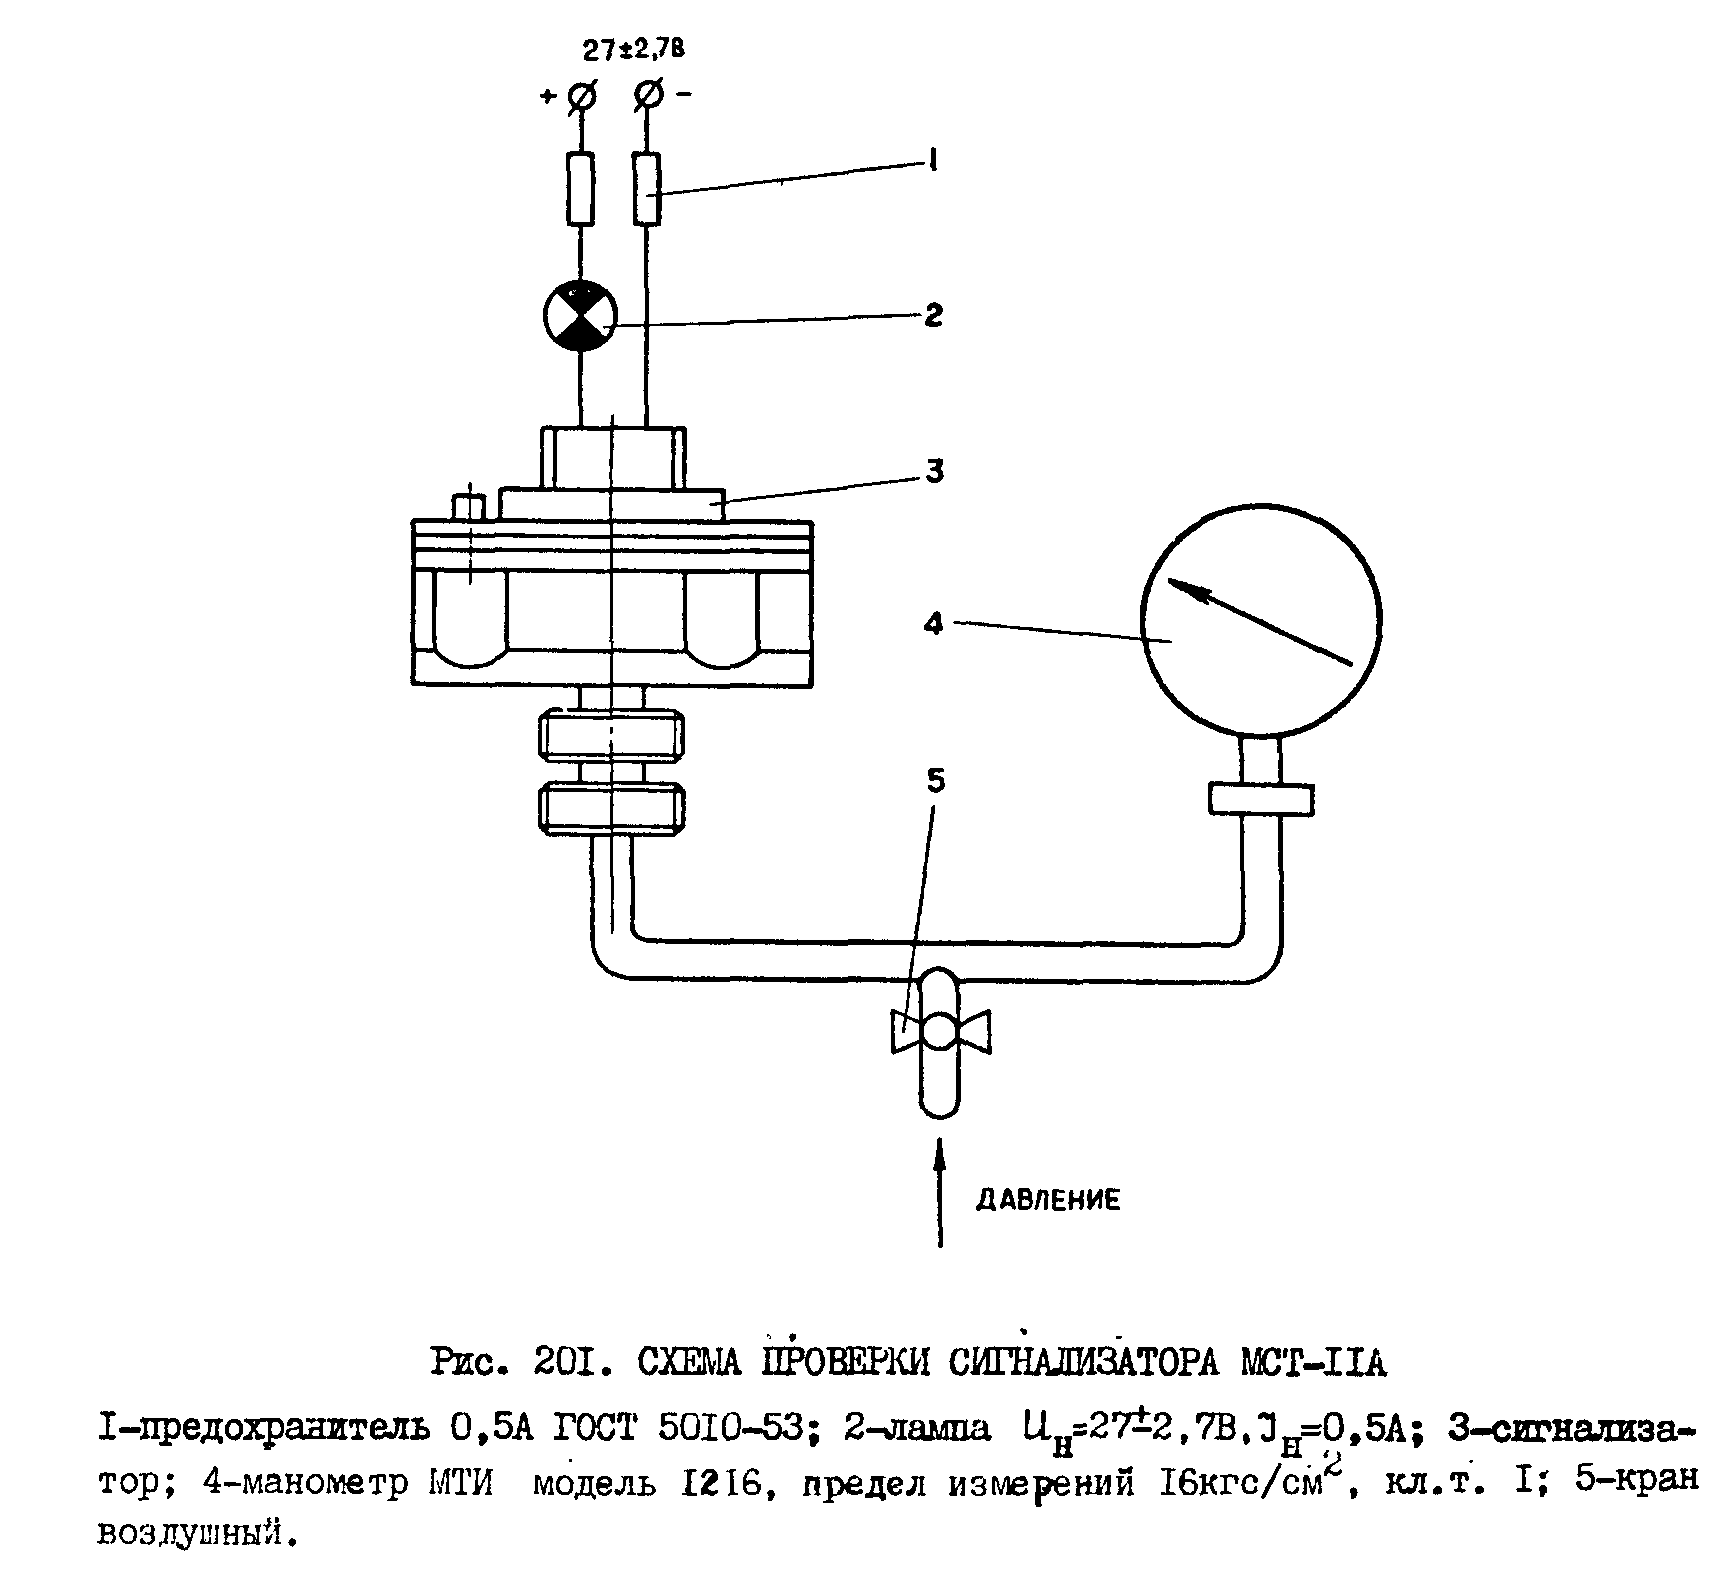 27±2,7В
+ -
1
2
3
4
5
ДАВЛЕНИЕ
Рис. 201. СХЕМА ПРОВЕРКИ СИГНАЛИЗАТОРА МСТ-11А
1-предохранитель 0,5А ГОСТ 5010-53; 2-лампа Uн=27±2,7В, Iн=0,5А; 3-сигнализа-
тор; 4-манометр МТИ модель 1216, предел измерений 16кгс/см², кл.т. 1; 5-кран
воздушный.